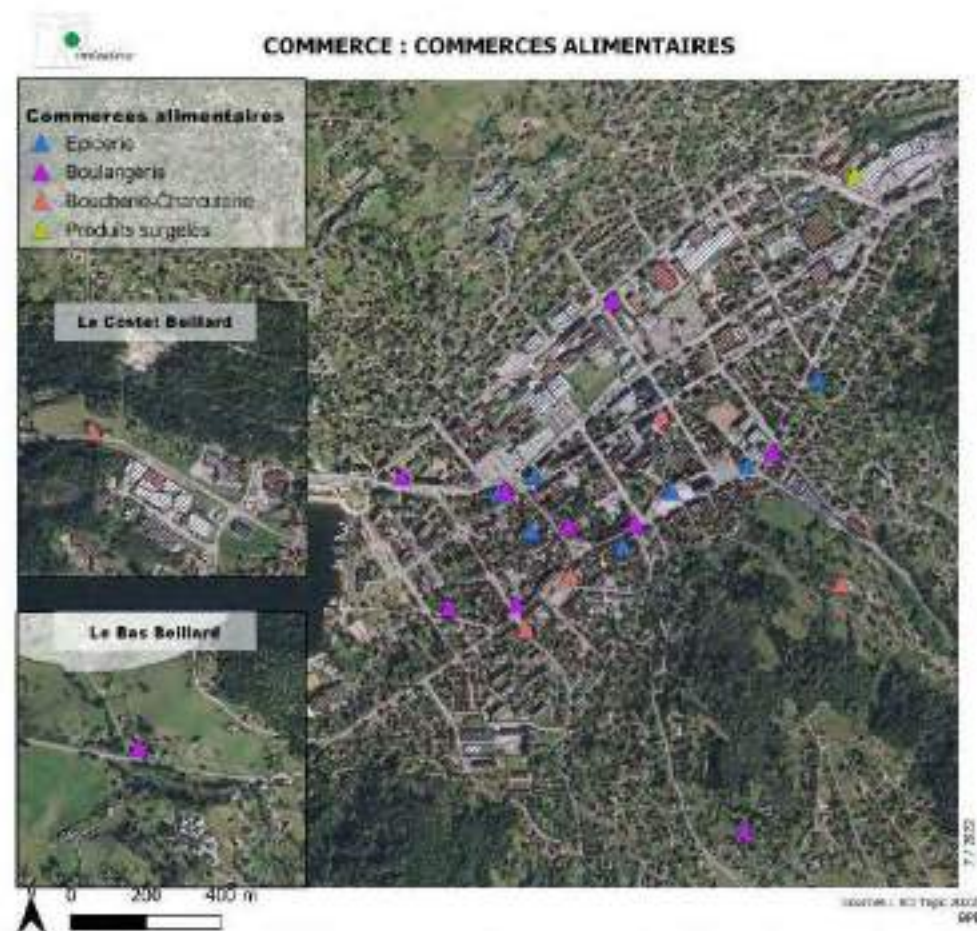 COMMERCE : COMMERCES ALIMENTAIRES
Commerces alimentaires
Epicerie
Boulangerie
Boucherie-Charcuterie
Produits surgelés
Le Costet Beillard
Le Bas Beillard
0 200 400 m